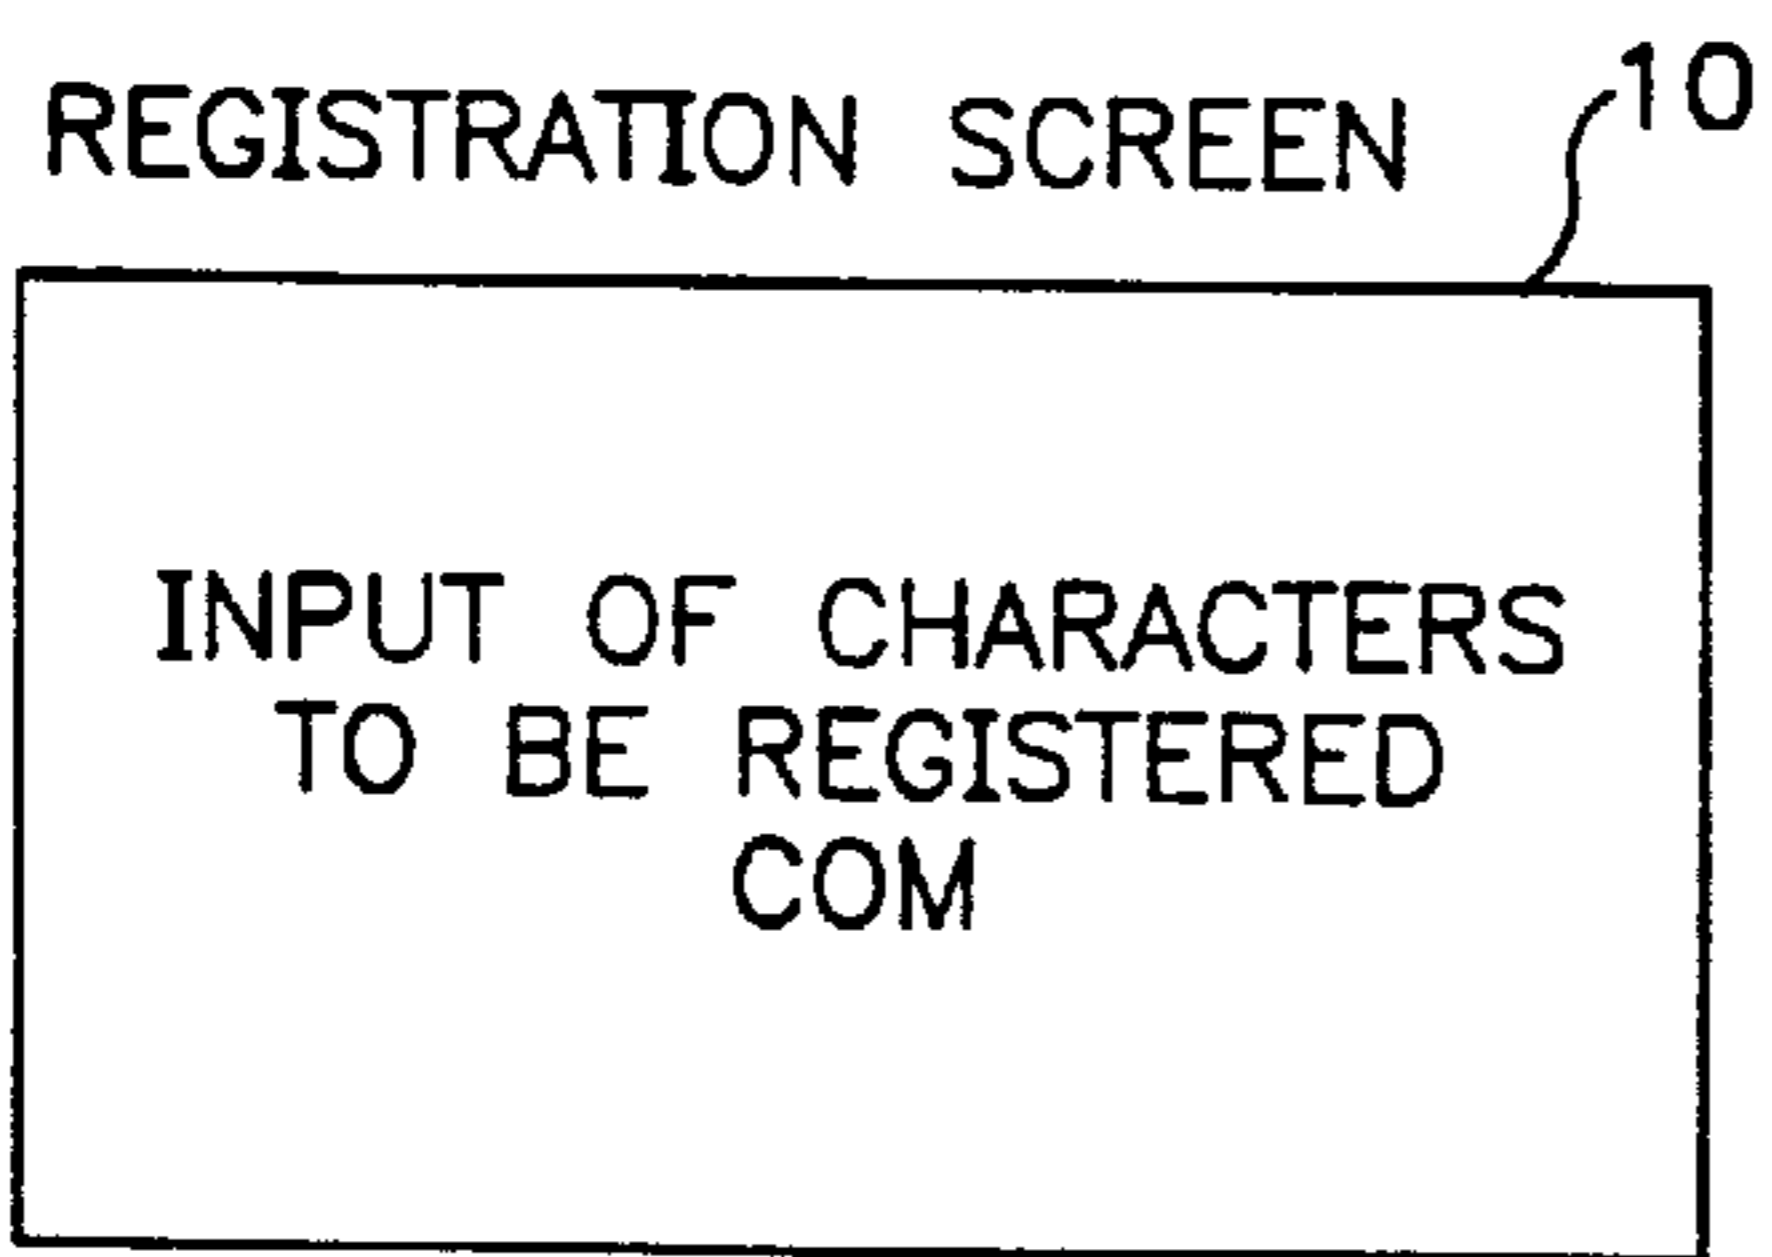 10
REGISTRATION SCREEN
INPUT OF CHARACTERS
TO BE REGISTERED
COM